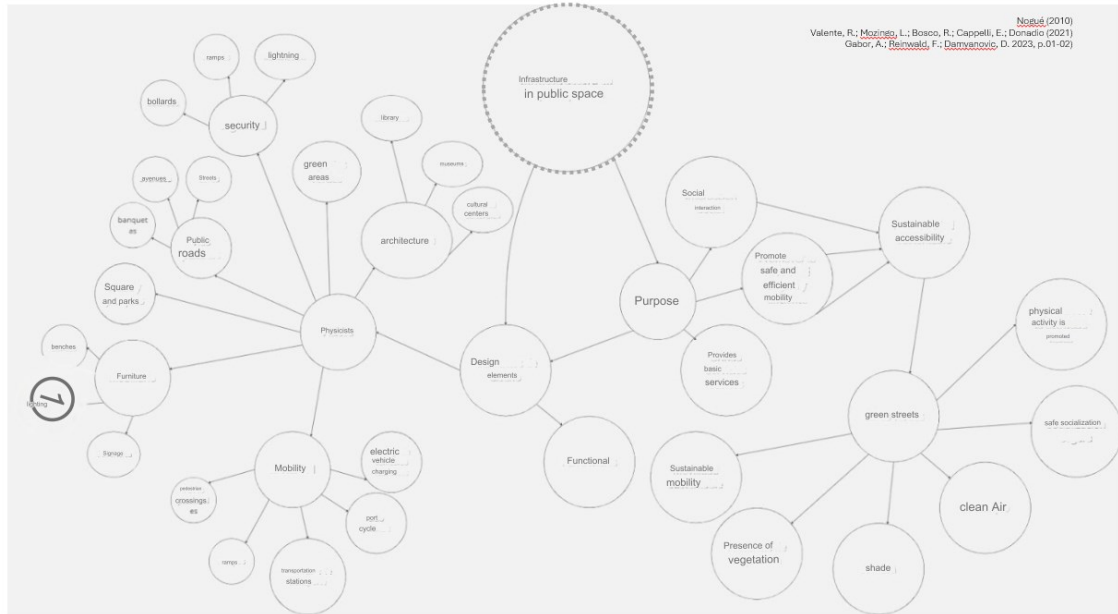 Nogué (2010)
Valente, R.; Mozingo, L.; Bosco, R.; Cappelli, E.; Donadio (2021)
Gabor, A.; Reinwald, F.; Damyanovic, D. 2023, p.01-02)
Infrastructure
in public space
ramps
lightning
bollards
security
library
museums
cultural
centers
green
areas
architecture
avenues
Streets
banquet
es
Public
roads
Square
and parks
Physicists
benches
Furniture
lighting
Signage
Mobility
electric
vehicle
charging
pedestrian
crossings
es
port
cycle
ramps
transportation
stations
Design
elements
Functional
Purpose
Social
interaction
Promote
safe and
efficient
mobility
Provides
basic
services
Sustainable
accessibility
green streets
physical
activity is
promoted
safe socialization
clean Air
shade
Presence of
vegetation
Sustainable
mobility